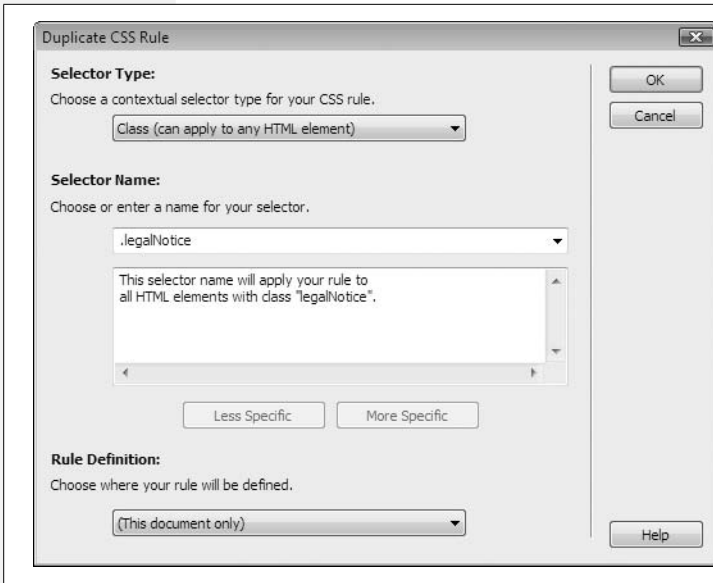 Duplicate CSS Rule
Selector Type:
Choose a contextual selector type for your CSS rule.
Class (can apply to any HTML element)
OK
Cancel
Selector Name:
Choose or enter a name for your selector.
.legalNotice
This selector name will apply your rule to
all HTML elements with class "legalNotice".
Less Specific
More Specific
Rule Definition:
Choose where your rule will be defined.
(This document only)
Help